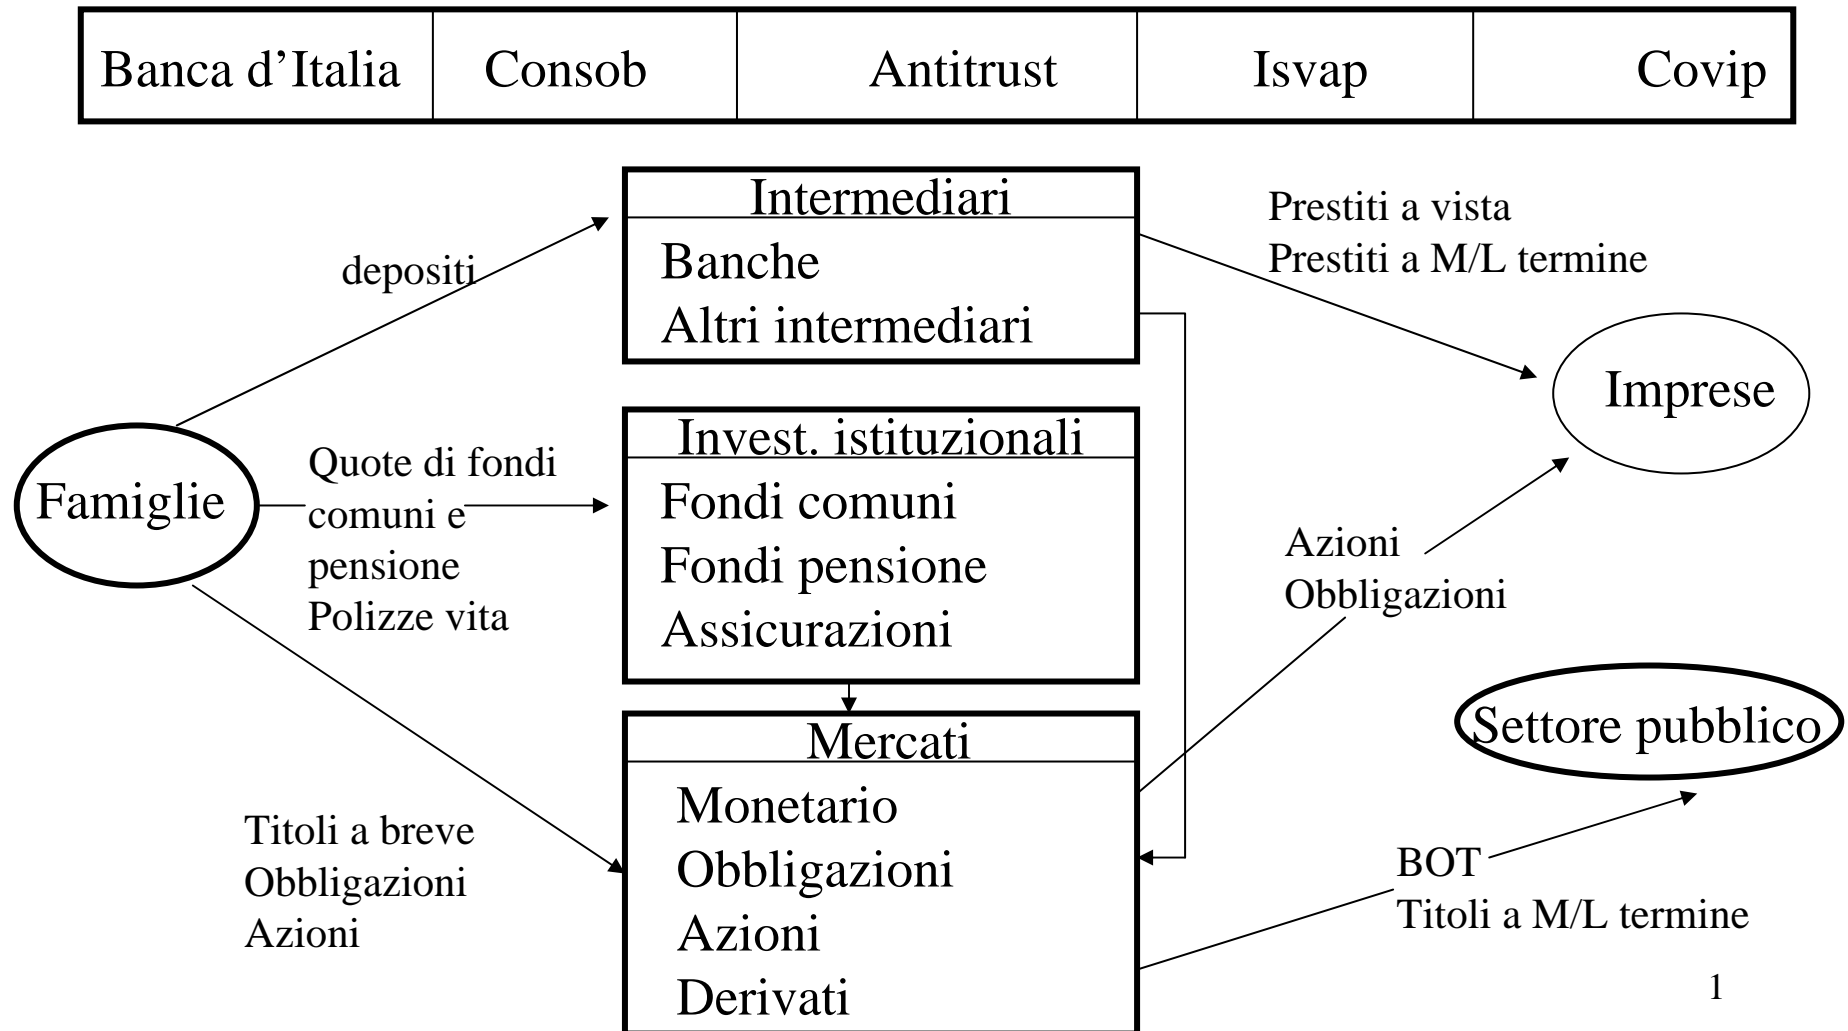 Banca d’Italia Consob Antitrust Isvap Covip
Intermediari
Banche
Altri intermediari
Prestiti a vista
Prestiti a M/L termine
depositi
Imprese
Famiglie
Quote di fondi
comuni e
pensione
Polizze vita
Invest. istituzionali
Fondi comuni
Fondi pensione
Assicurazioni
Azioni
Obbligazioni
Settore pubblico
Mercati
Monetario
Obbligazioni
Azioni
Derivati
Titoli a breve
Obbligazioni
Azioni
BOT
Titoli a M/L termine
1